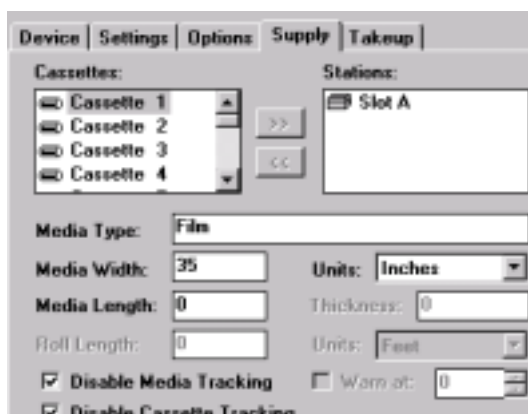 Device Settings Options Supply Takeup
Cassettes: Stations:
Cassette 1 Slot A
Cassette 2 >>
Cassette 3
Cassette 4 <<
Media Type: Film
Media Width: 35 Units: Inches
Media Length: 0 Thickness: 0
Roll Length: 0 Units: Feet
Disable Media Tracking Warn at: 0
Disable Cassette Tracking